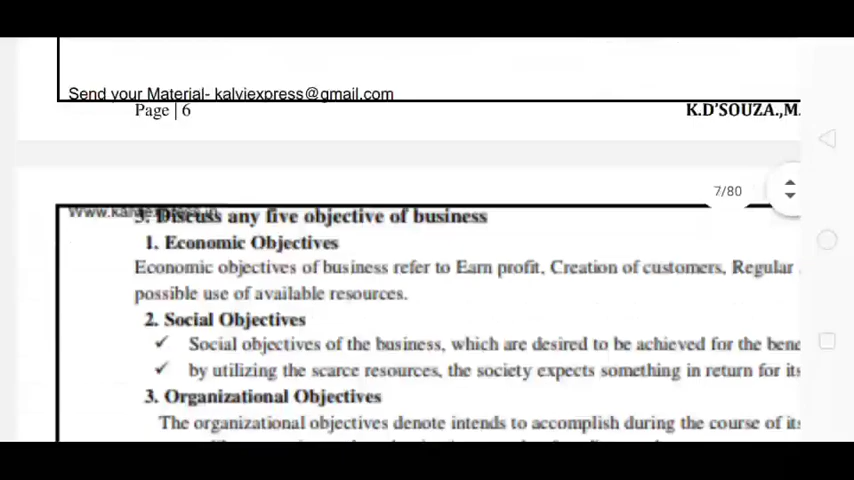 Send your Material- kalviexpress@gmail.com
Page | 6
K.D'SOUZA.,M.
7/80
www.kalviexpress.in
3. Discuss any five objective of business
1. Economic Objectives
Economic objectives of business refer to Earn profit, Creation of customers, Regular
possible use of available resources.
2. Social Objectives
✓ Social objectives of the business, which are desired to be achieved for the bene
✓ by utilizing the scarce resources, the society expects something in return for its
3. Organizational Objectives
The organizational objectives denote intends to accomplish during the course of its